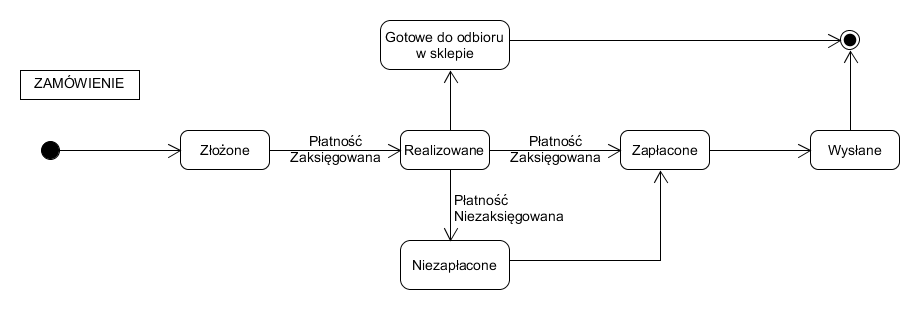 Gotowe do odbioru
w sklepie
ZAMÓWIENIE
Złożone
Płatność
Zaksięgowana
Realizowane
Płatność
Zaksięgowana
Zapłacone
Wysłane
Płatność
Niezaksięgowana
Niezapłacone